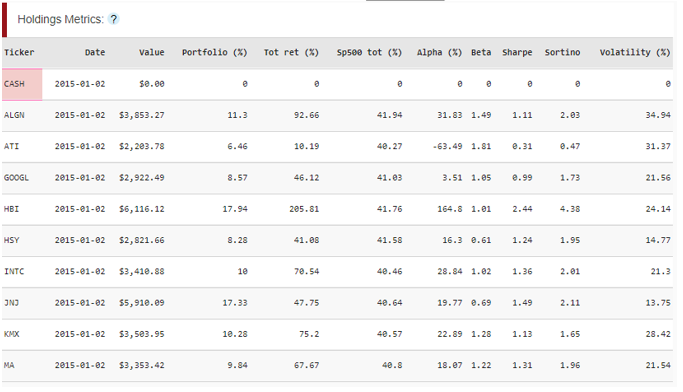 Holdings Metrics: ?
Ticker Date Value Portfolio (%) Tot ret (%) Sp500 tot (%) Alpha (%) Beta Sharpe Sortino Volatility (%)
CASH 2015-01-02 $0.00 0 0 0 0 0 0 0 0
ALGN 2015-01-02 $3,853.27 11.3 92.66 41.94 31.83 1.49 1.11 2.03 34.94
ATI 2015-01-02 $2,203.78 6.46 10.19 40.27 -63.49 1.81 0.31 0.47 31.37
GOOGL 2015-01-02 $2,922.49 8.57 46.12 41.03 3.51 1.05 0.99 1.73 21.56
HBI 2015-01-02 $6,116.12 17.94 205.81 41.76 164.8 1.01 2.44 4.38 24.14
HSY 2015-01-02 $2,821.66 8.28 41.08 41.58 16.3 0.61 1.24 1.95 14.77
INTC 2015-01-02 $3,410.88 10 70.54 40.46 28.84 1.02 1.36 2.01 21.3
JNJ 2015-01-02 $5,910.09 17.33 47.75 40.64 19.77 0.69 1.49 2.11 13.75
KMX 2015-01-02 $3,503.95 10.28 75.2 40.57 22.89 1.28 1.13 1.65 28.42
MA 2015-01-02 $3,353.42 9.84 67.67 40.8 18.07 1.22 1.31 1.96 21.54